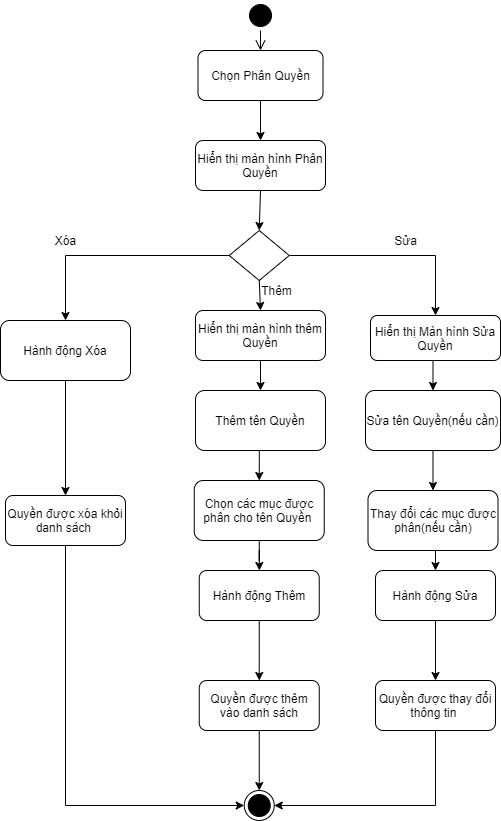 Chọn Phân Quyền
Hiển thị màn hình Phân
Quyền
Xóa
Sửa
Thêm
Hành động Xóa
Quyền được xóa khỏi
danh sách
Hiển thị màn hình thêm
Quyền
Thêm tên Quyền
Chọn các mục được
phân cho tên Quyền
Hành động Thêm
Quyền được thêm
vào danh sách
Hiển thị Màn hình Sửa
Quyền
Sửa tên Quyền(nếu cần)
Thay đổi các mục được
phân(nếu cần)
Hành động Sửa
Quyền được thay đổi
thông tin